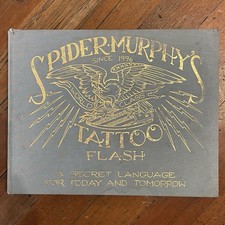 SPIDER MURPHY'S
SINCE 1996
TATTOO
FLASH
A SECRET LANGUAGE
FOR TODAY AND TOMORROW